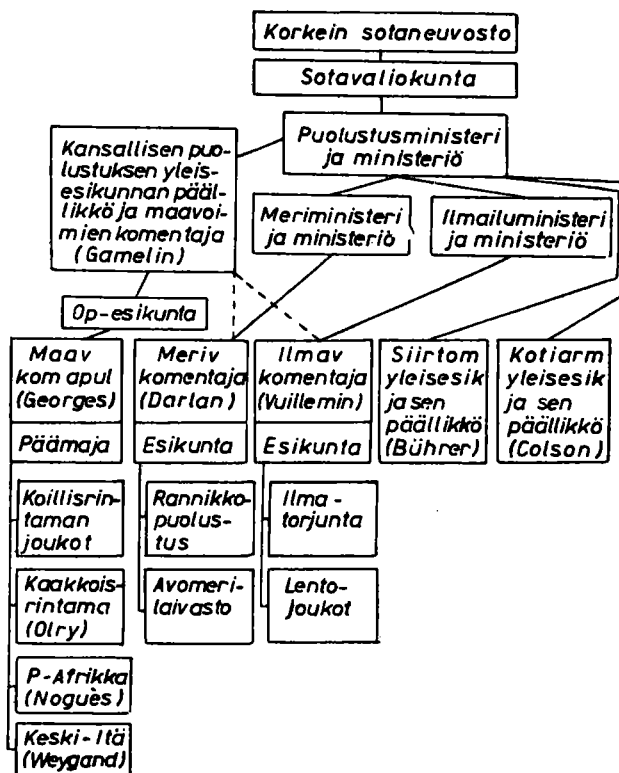 Korkein sotaneuvosto
Sotavaliokunta
Puolustusministeri
ja ministeriö
Kansallisen puo-
lustuksen yleis-
esikunnan pääl-
likkö ja maavoi-
mien komentaja
(Gamelin)
Meriministeri
ja ministeriö
Ilmailuministeri
ja ministeriö
Op-esikunta
Maav
kom apul
(Georges)
Päämaja
Meriv
komentaja
(Darlan)
Esikunta
Ilmav
komentaja
(Vuillemin)
Esikunta
Siirtom
yleisesik
ja sen
päällikkö
(Bührer)
Kotiarm
yleisesik
ja sen
päällikkö
(Colson)
Koillisrin-
taman
joukot
Kaakkois-
rintama
(Olry)
P-Afrikka
(Noguès)
Keski-Itä
(Weygand)
Rannikko-
puolus-
tus
Avomeri-
laivasto
Ilma-
torjunta
Lento-
joukot